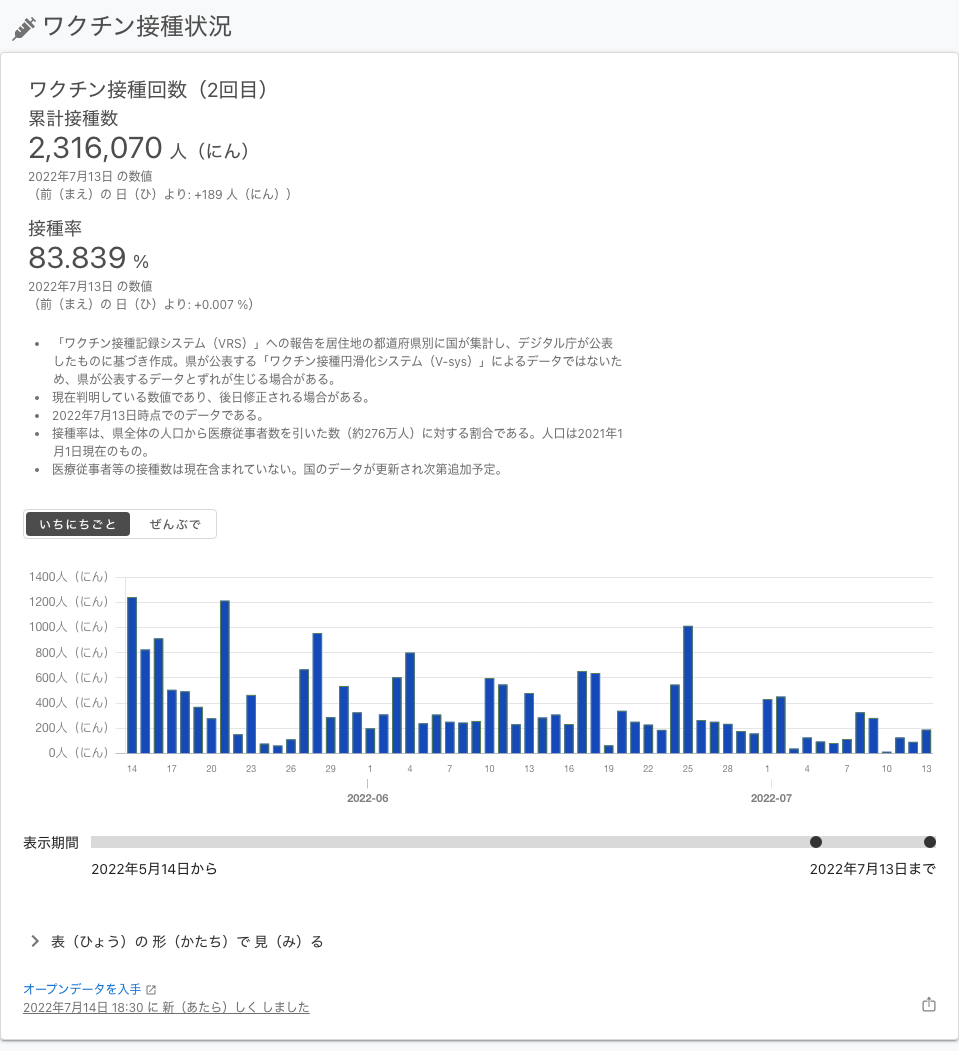 ワクチン接種状況
ワクチン接種回数（2回目）
累計接種数
2,316,070 人（にん）
2022年7月13日 の数値
（前（まえ）の 日（ひ）より: +189 人（にん））
接種率
83.839 %
2022年7月13日 の数値
（前（まえ）の 日（ひ）より: +0.007 %）
• 「ワクチン接種記録システム（VRS）」への報告を居住地の都道府県別に国が集計し、デジタル庁が公表
したものに基づき作成。県が公表する「ワクチン接種円滑化システム（V-sys）」によるデータではないた
め、県が公表するデータとずれが生じる場合がある。
• 現在判明している数値であり、後日修正される場合がある。
• 2022年7月13日時点でのデータである。
• 接種率は、県全体の人口から医療従事者数を引いた数（約276万人）に対する割合である。人口は2021年1
月1日現在のもの。
• 医療従事者等の接種数は現在含まれていない。国のデータが更新され次第追加予定。
いちにちごと ぜんぶで
1400人（にん）
1200人（にん）
1000人（にん）
800人（にん）
600人（にん）
400人（にん）
200人（にん）
0人（にん）
14 17 20 23 26 29 1 4 7 10 13 16 19 22 25 28 1 4 7 10 13
2022-06 2022-07
表示期間
2022年5月14日から 2022年7月13日まで
表（ひょう）の 形（かたち）で 見（み）る
オープンデータを入手
2022年7月14日 18:30 に 新（あたら）しく しました